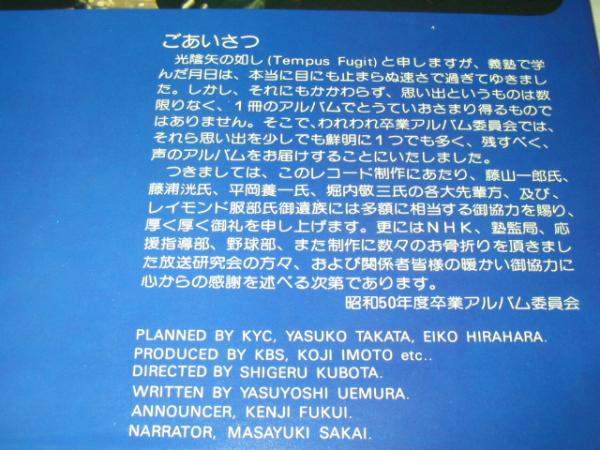 ごあいさつ
光陰矢の如し(Tempus Fugit)と申しますが、義塾で学
んだ月日は、本当に目にも止まらぬ速さで過ぎてゆきまし
た。しかし、それにもかかわらず、思い出というものは数
限りなく、1冊のアルバムでとうていおさまり得るもので
はありません。そこで、われわれ卒業アルバム委員会では、
それら思い出を少しでも鮮明に1つでも多く、残すべく、
声のアルバムをお届けすることにいたしました。
つきましては、このレコード制作にあたり、藤山一郎氏、
藤浦洸氏、平岡養一氏、堀内敬三氏の各大先輩方、及び、
レイモンド服部氏御遺族には多額に相当する御協力を賜り、
厚く厚く御礼を申し上げます。更にはNHK、塾監局、応
援指導部、野球部、また制作に数々のお骨折りを頂きまし
た放送研究会の方々、および関係者皆様の暖かい御協力に
心からの感謝を述べる次第であります。
昭和50年度卒業アルバム委員会
PLANNED BY KYC, YASUKO TAKATA, EIKO HIRAHARA.
PRODUCED BY KBS, KOJI IMOTO etc..
DIRECTED BY SHIGERU KUBOTA.
WRITTEN BY YASUYOSHI UEMURA.
ANNOUNCER, KENJI FUKUI.
NARRATOR, MASAYUKI SAKAI.